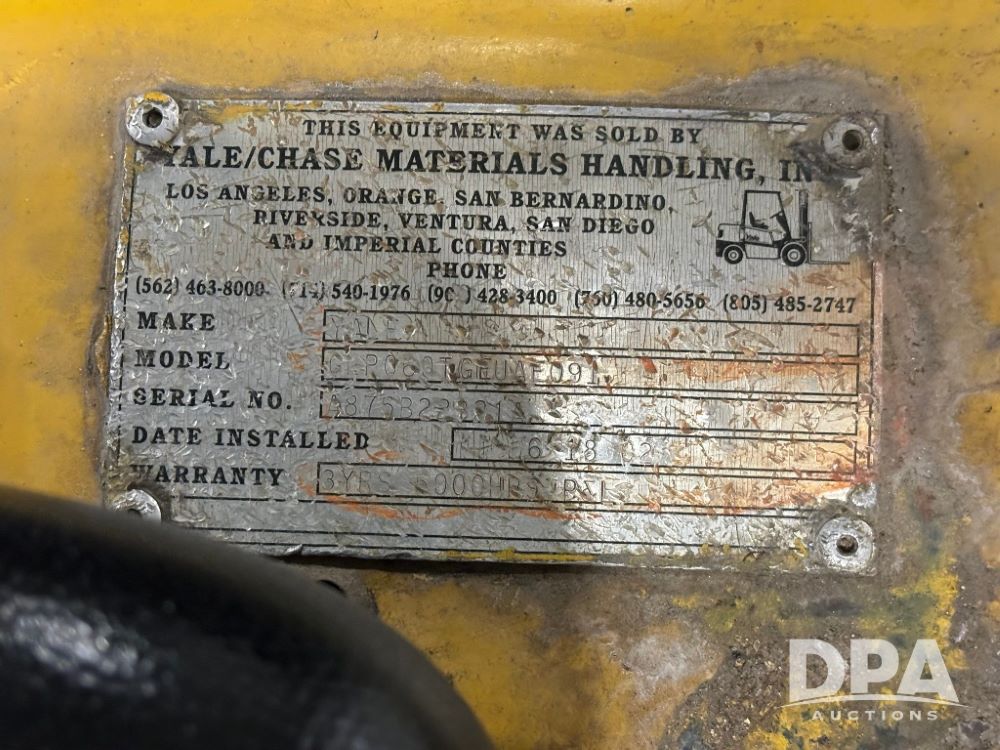 THIS EQUIPMENT WAS SOLD BY
YALE/CHASE MATERIALS HANDLING,
LOS ANGELES, ORANGE, SAN BERNARDINO,
RIVERSIDE, VENTURA, SAN DIEGO
AND IMPERIAL COUNTIES
PHONE
(562) 463-8000 540-1976 428-3400 (760) 480-5656 (805) 485-2747
MAKE
MODEL
SERIAL NO.
DATE INSTALLED
WARRANTY 3YRS
DPA
AUCTIONS